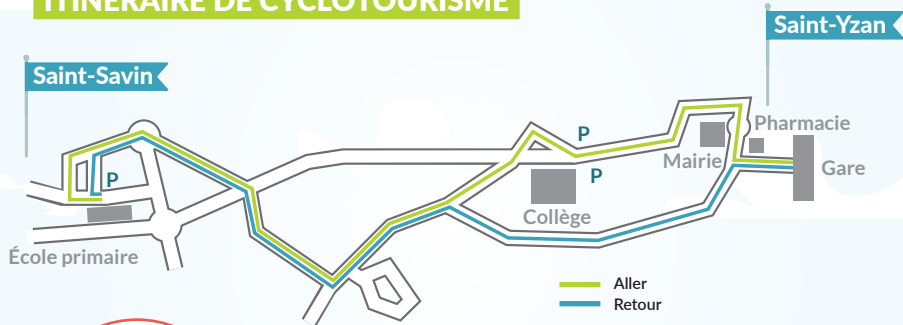 ITINÉRAIRE DE CYCLOTOURISME
Saint-Yzan
Saint-Savin
Pharmacie
P
Mairie
Gare
P
P
Collège
École primaire
Aller
Retour